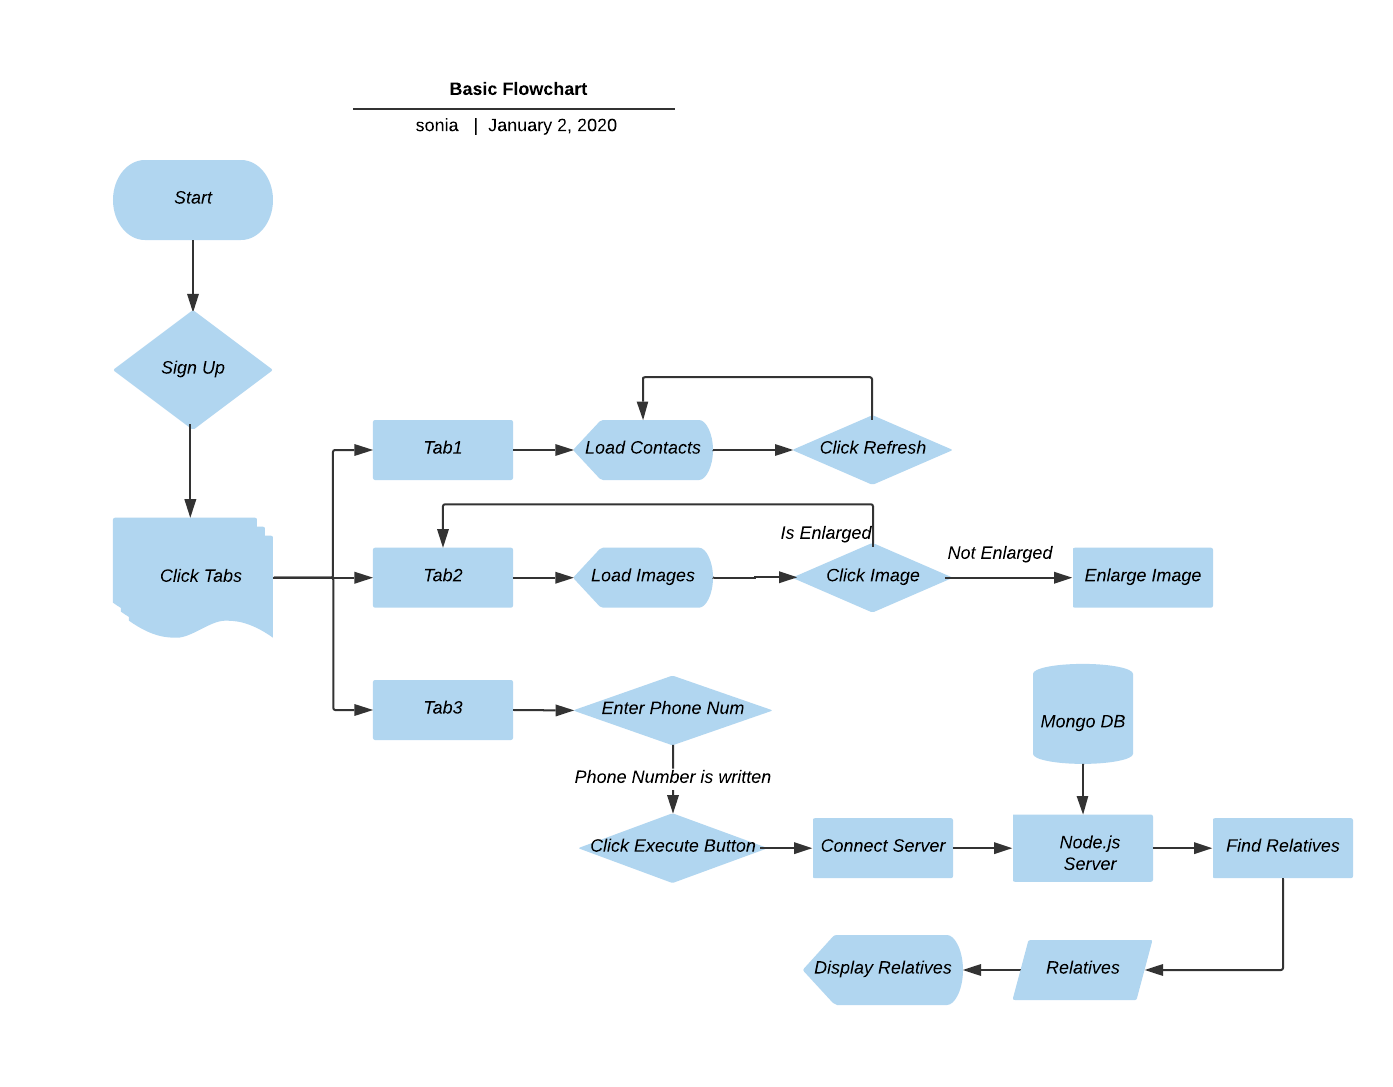 Basic Flowchart
sonia | January 2, 2020
Start
Sign Up
Click Tabs
Tab1
Load Contacts
Click Refresh
Tab2
Load Images
Is Enlarged
Click Image
Not Enlarged
Enlarge Image
Tab3
Enter Phone Num
Phone Number is written
Click Execute Button
Connect Server
Mongo DB
Node.js
Server
Find Relatives
Relatives
Display Relatives